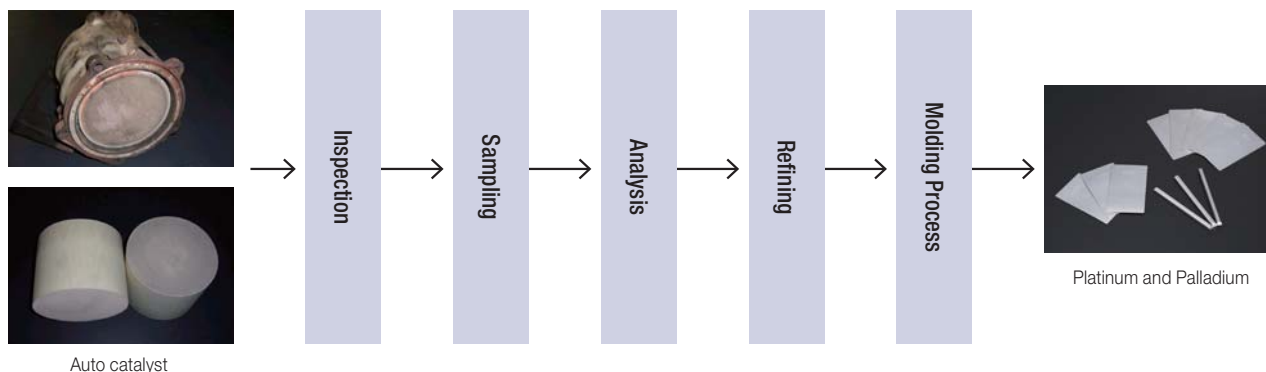 Inspection
Sampling
Analysis
Refining
Molding Process
Platinum and Palladium
Auto catalyst